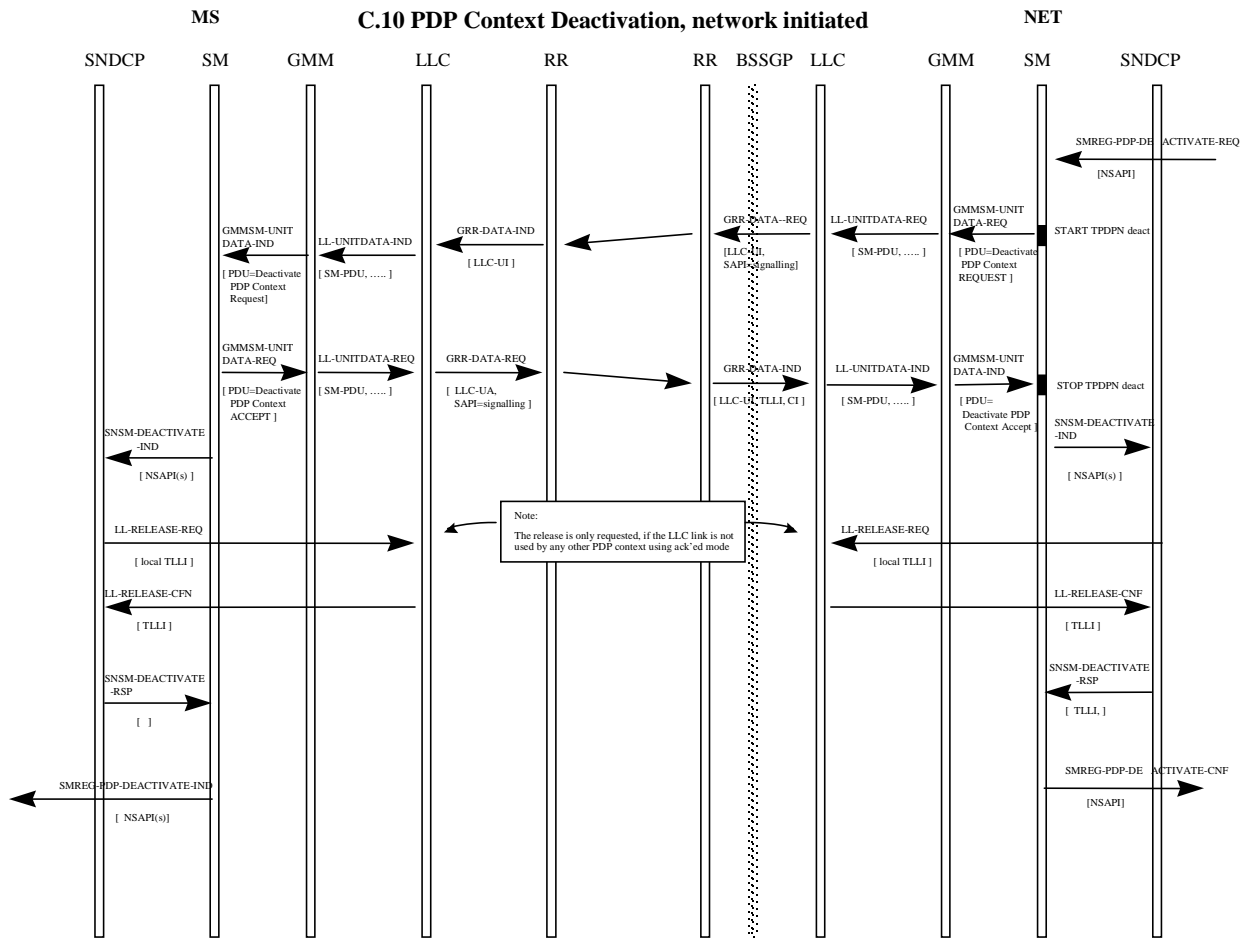 MS
C.10 PDP Context Deactivation, network initiated
NET
SNDCP
SM
GMM
LLC
RR
RR
BSSGP
LLC
GMM
SM
SNDCP
SMREG-PDP-DE ACTIVATE-REQ
[NSAPI]
GMMSM-UNIT
DATA-IND
[ PDU=Deactivate
PDP Context
Request]
LL-UNITDATA-IND
[ SM-PDU, ….. ]
GRR-DATA-IND
[ LLC-UI ]
GRR-DATA--REQ
[LLC-UI,
SAPI=signalling]
LL-UNITDATA-REQ
[ SM-PDU, ….. ]
GMMSM-UNIT
DATA-REQ
[ PDU=Deactivate
PDP Context
REQUEST ]
START TPDPN deact
GMMSM-UNIT
DATA-REQ
[ PDU=Deactivate
PDP Context
ACCEPT ]
LL-UNITDATA-REQ
[ SM-PDU, ….. ]
GRR-DATA-REQ
[ LLC-UA,
SAPI=signalling ]
GRR-DATA-IND
[ LLC-UI, TLLI, CI ]
LL-UNITDATA-IND
[ SM-PDU, ….. ]
GMMSM-UNIT
DATA-IND
[ PDU=
Deactivate PDP
Context Accept ]
STOP TPDPN deact
SNSM-DEACTIVATE
-IND
[ NSAPI(s) ]
SNSM-DEACTIVATE
-IND
[ NSAPI(s) ]
Note:
The release is only requested, if the LLC link is not
used by any other PDP context using ack'ed mode
LL-RELEASE-REQ
[ local TLLI ]
LL-RELEASE-REQ
[ local TLLI ]
LL-RELEASE-CFN
[ TLLI ]
LL-RELEASE-CNF
[ TLLI ]
SNSM-DEACTIVATE
-RSP
[ ]
SNSM-DEACTIVATE
-RSP
[ TLLI, ]
SMREG-PDP-DEACTIVATE-IND
[ NSAPI(s)]
SMREG-PDP-DE ACTIVATE-CNF
[NSAPI]